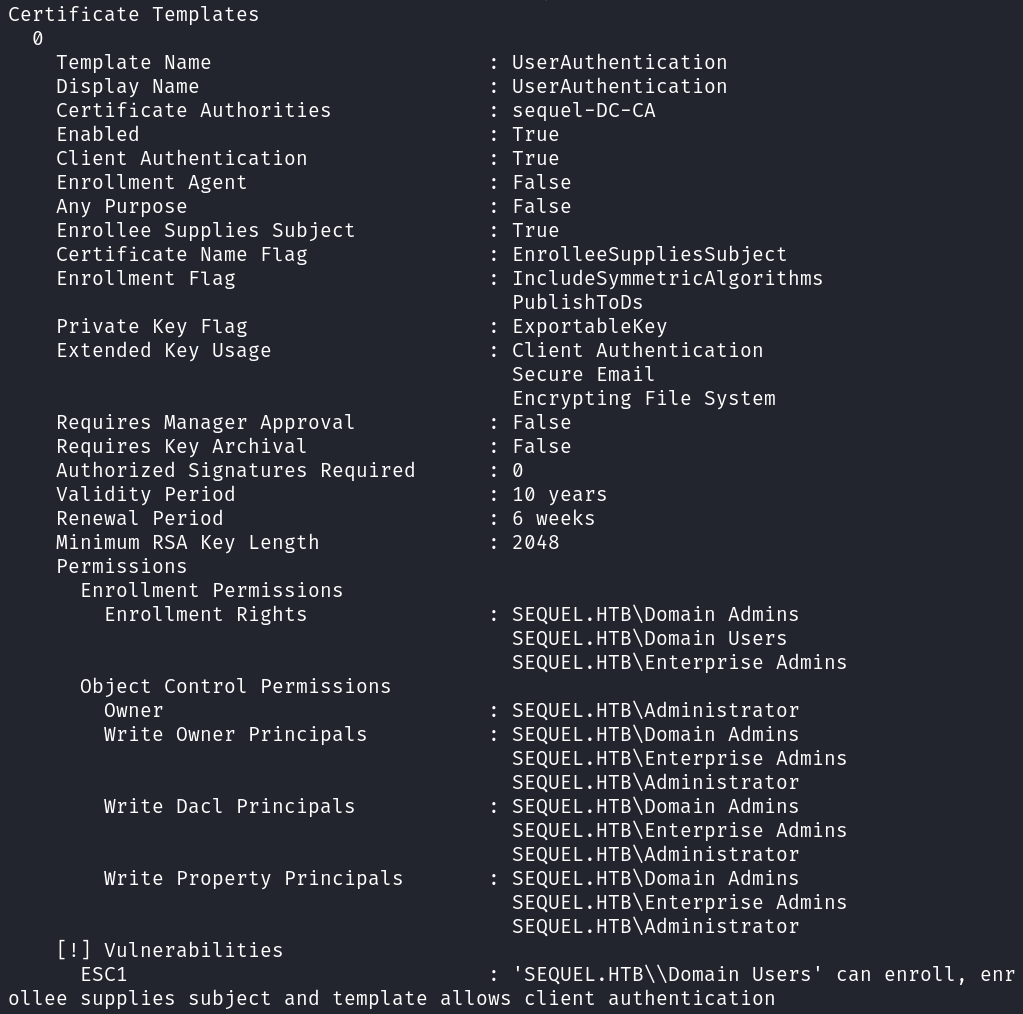 Certificate Templates
0
Template Name : UserAuthentication
Display Name : UserAuthentication
Certificate Authorities : sequel-DC-CA
Enabled : True
Client Authentication : True
Enrollment Agent : False
Any Purpose : False
Enrollee Supplies Subject : True
Certificate Name Flag : EnrolleeSuppliesSubject
Enrollment Flag : IncludeSymmetricAlgorithms
PublishToDs
Private Key Flag : ExportableKey
Extended Key Usage : Client Authentication
Secure Email
Encrypting File System
Requires Manager Approval : False
Requires Key Archival : False
Authorized Signatures Required : 0
Validity Period : 10 years
Renewal Period : 6 weeks
Minimum RSA Key Length : 2048
Permissions
Enrollment Permissions
Enrollment Rights : SEQUEL.HTB\Domain Admins
SEQUEL.HTB\Domain Users
SEQUEL.HTB\Enterprise Admins
Object Control Permissions
Owner : SEQUEL.HTB\Administrator
Write Owner Principals : SEQUEL.HTB\Domain Admins
SEQUEL.HTB\Enterprise Admins
SEQUEL.HTB\Administrator
Write Dacl Principals : SEQUEL.HTB\Domain Admins
SEQUEL.HTB\Enterprise Admins
SEQUEL.HTB\Administrator
Write Property Principals : SEQUEL.HTB\Domain Admins
SEQUEL.HTB\Enterprise Admins
SEQUEL.HTB\Administrator
[!] Vulnerabilities
ESC1 : 'SEQUEL.HTB\\Domain Users' can enroll, enr
ollee supplies subject and template allows client authentication